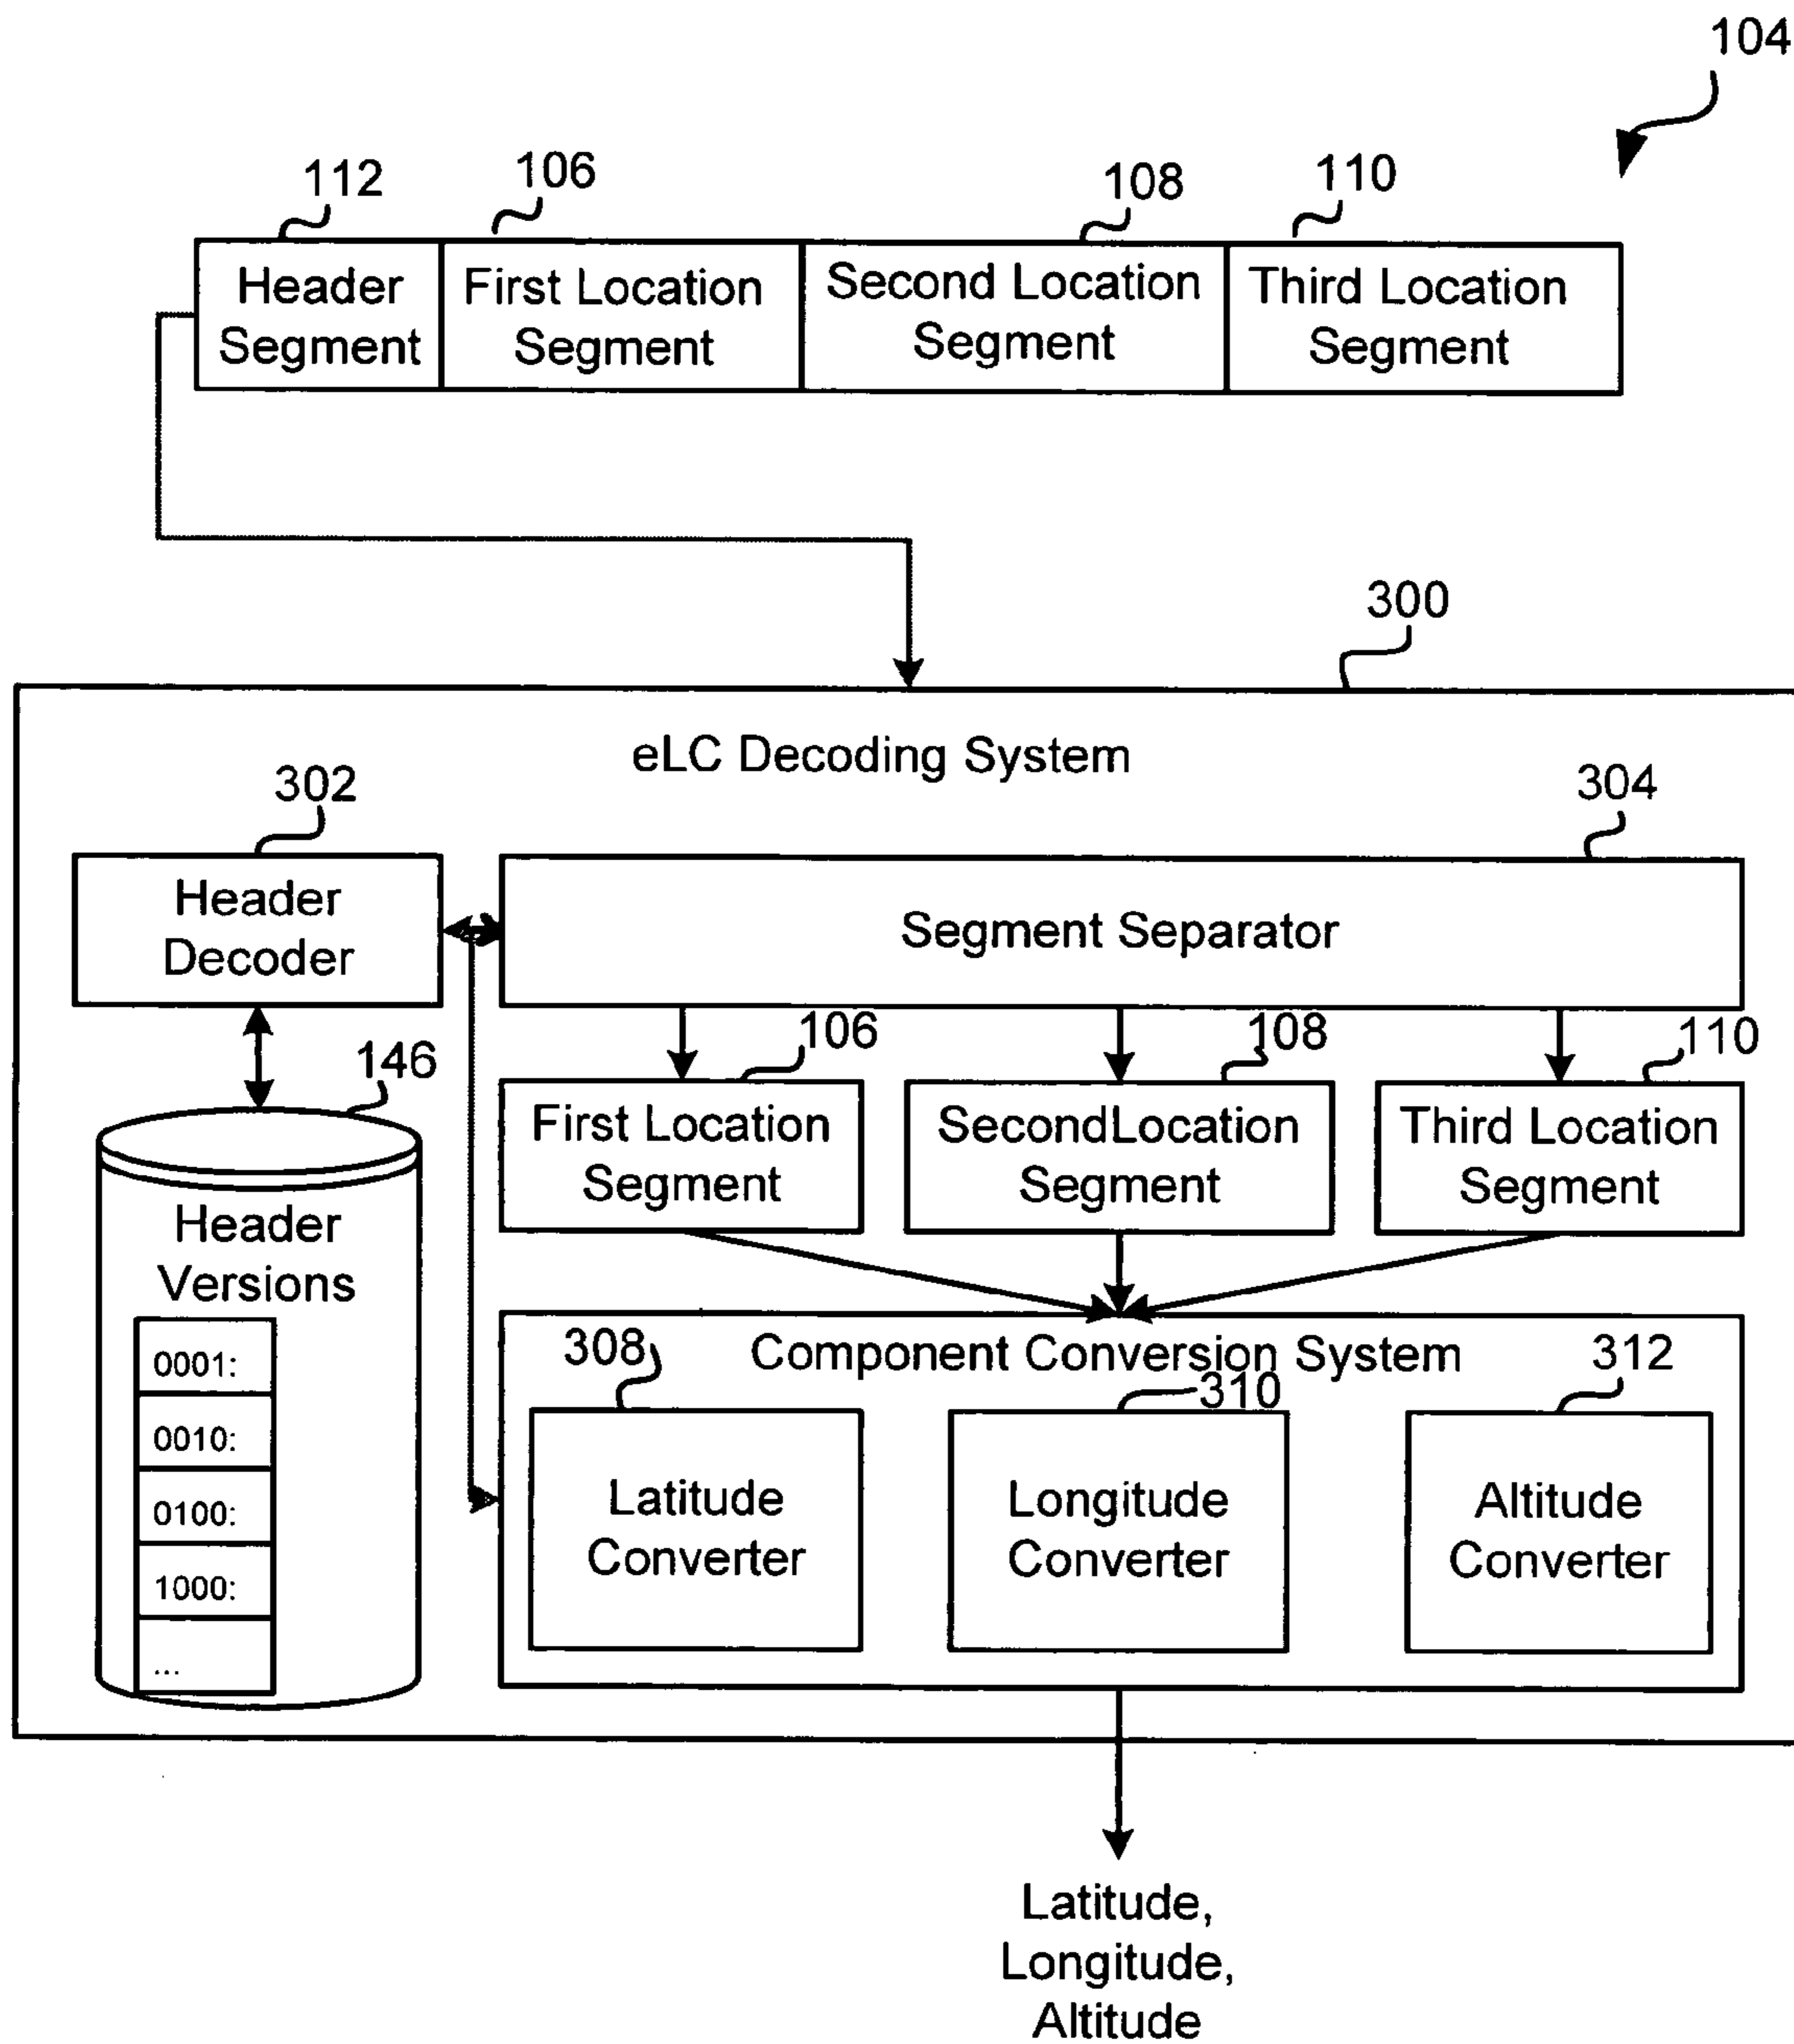 104
112
106
108
110
Header
Segment
First Location
Segment
Second Location
Segment
Third Location
Segment
300
eLC Decoding System
302
304
Header
Decoder
Segment Separator
146
106
108
110
First Location
Segment
SecondLocation
Segment
Third Location
Segment
Header
Versions
0001:
0010:
0100:
1000:
...
Component Conversion System
308
310
312
Latitude
Converter
Longitude
Converter
Altitude
Converter
Latitude,
Longitude,
Altitude